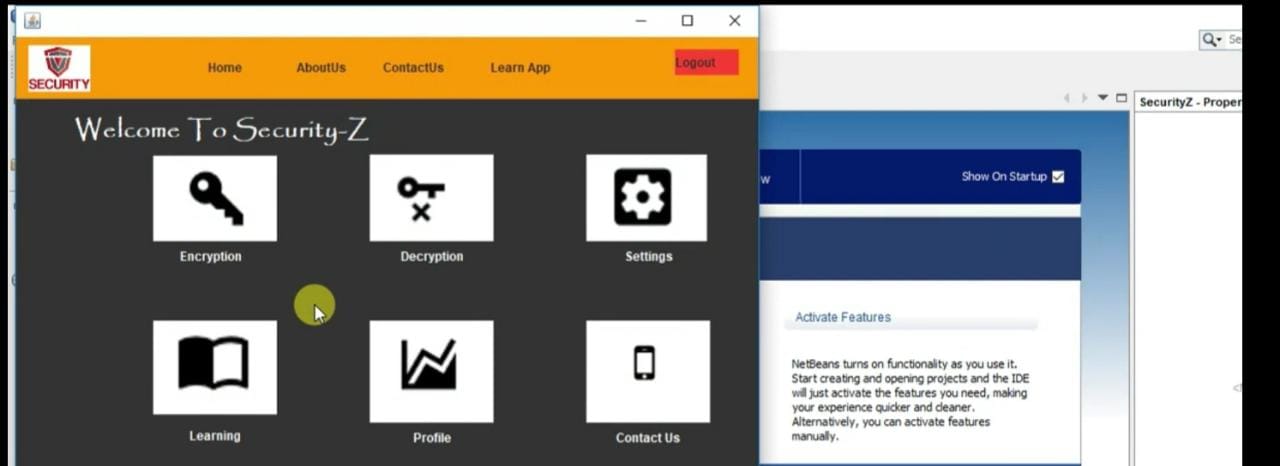 SECURITY
Home AboutUs ContactUs Learn App Logout
Welcome To Security-Z
Encryption Decryption Settings
Learning Profile Contact Us
Show On Startup
SecurityZ - Proper
Activate Features
NetBeans turns on functionality as you use it.
Start creating and opening projects and the IDE
will just activate the features you need, making
your experience quicker and cleaner.
Alternatively, you can activate features
manually.